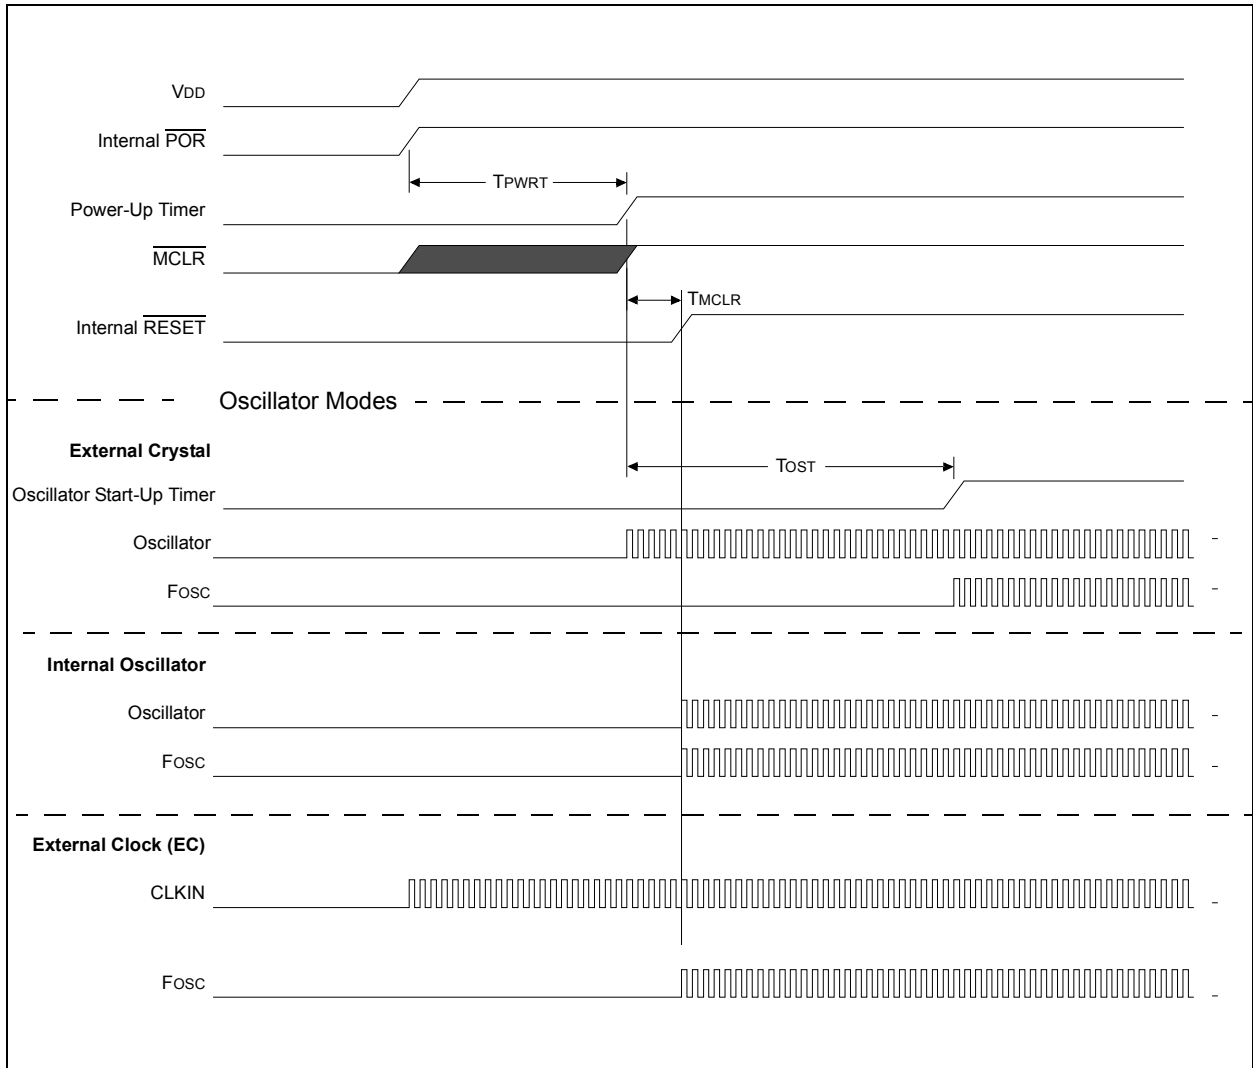 VDD
Internal POR
TPWRT
Power-Up Timer
MCLR
TMCLR
Internal RESET
Oscillator Modes
External Crystal
TOST
Oscillator Start-Up Timer
Oscillator
FOSC
Internal Oscillator
Oscillator
FOSC
External Clock (EC)
CLKIN
FOSC